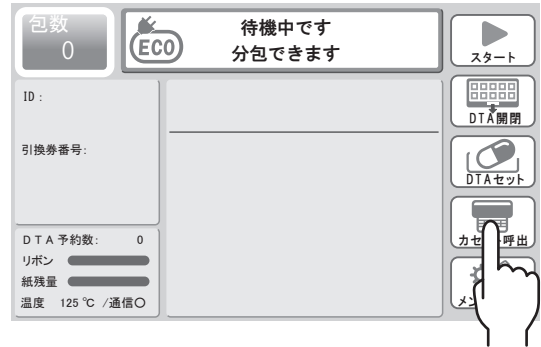 包数
0
ECO
待機中です
分包できます
スタート
ID :
引換券番号:
DTA開閉
DTAセット
DTA予約数: 0
リボン
紙残量
温度 125℃ /通信〇
呼出